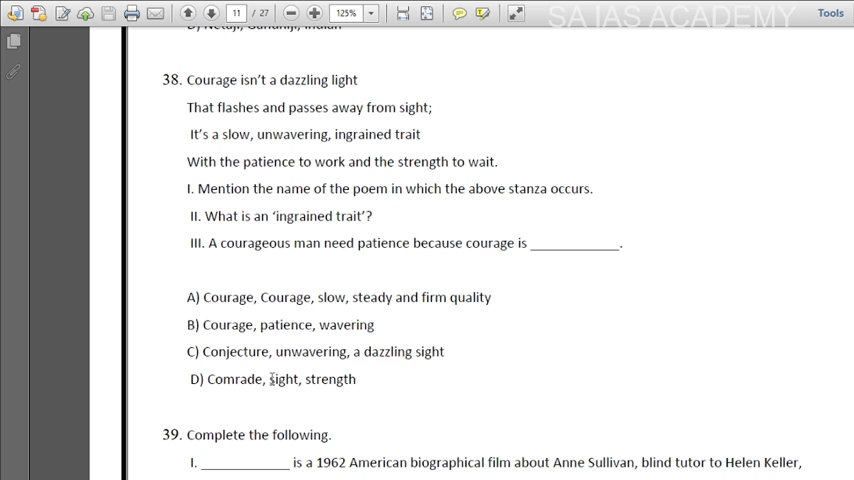 11 / 27
125%
SA IAS ACADEMY
Tools
38. Courage isn't a dazzling light
That flashes and passes away from sight;
It's a slow, unwavering, ingrained trait
With the patience to work and the strength to wait.
I. Mention the name of the poem in which the above stanza occurs.
II. What is an 'ingrained trait'?
III. A courageous man need patience because courage is _____________.
A) Courage, Courage, slow, steady and firm quality
B) Courage, patience, wavering
C) Conjecture, unwavering, a dazzling sight
D) Comrade, sight, strength
39. Complete the following.
I. _____________ is a 1962 American biographical film about Anne Sullivan, blind tutor to Helen Keller,